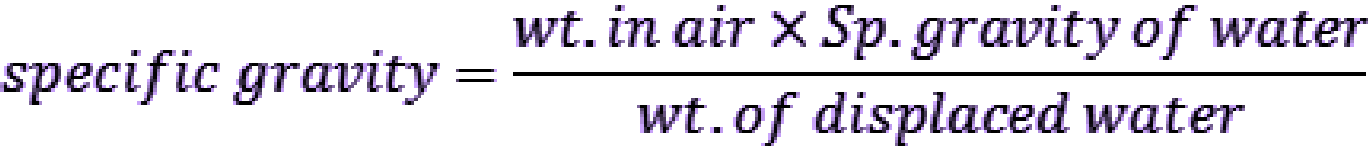 specific gravity = wt. in air × Sp. gravity of water
wt. of displaced water